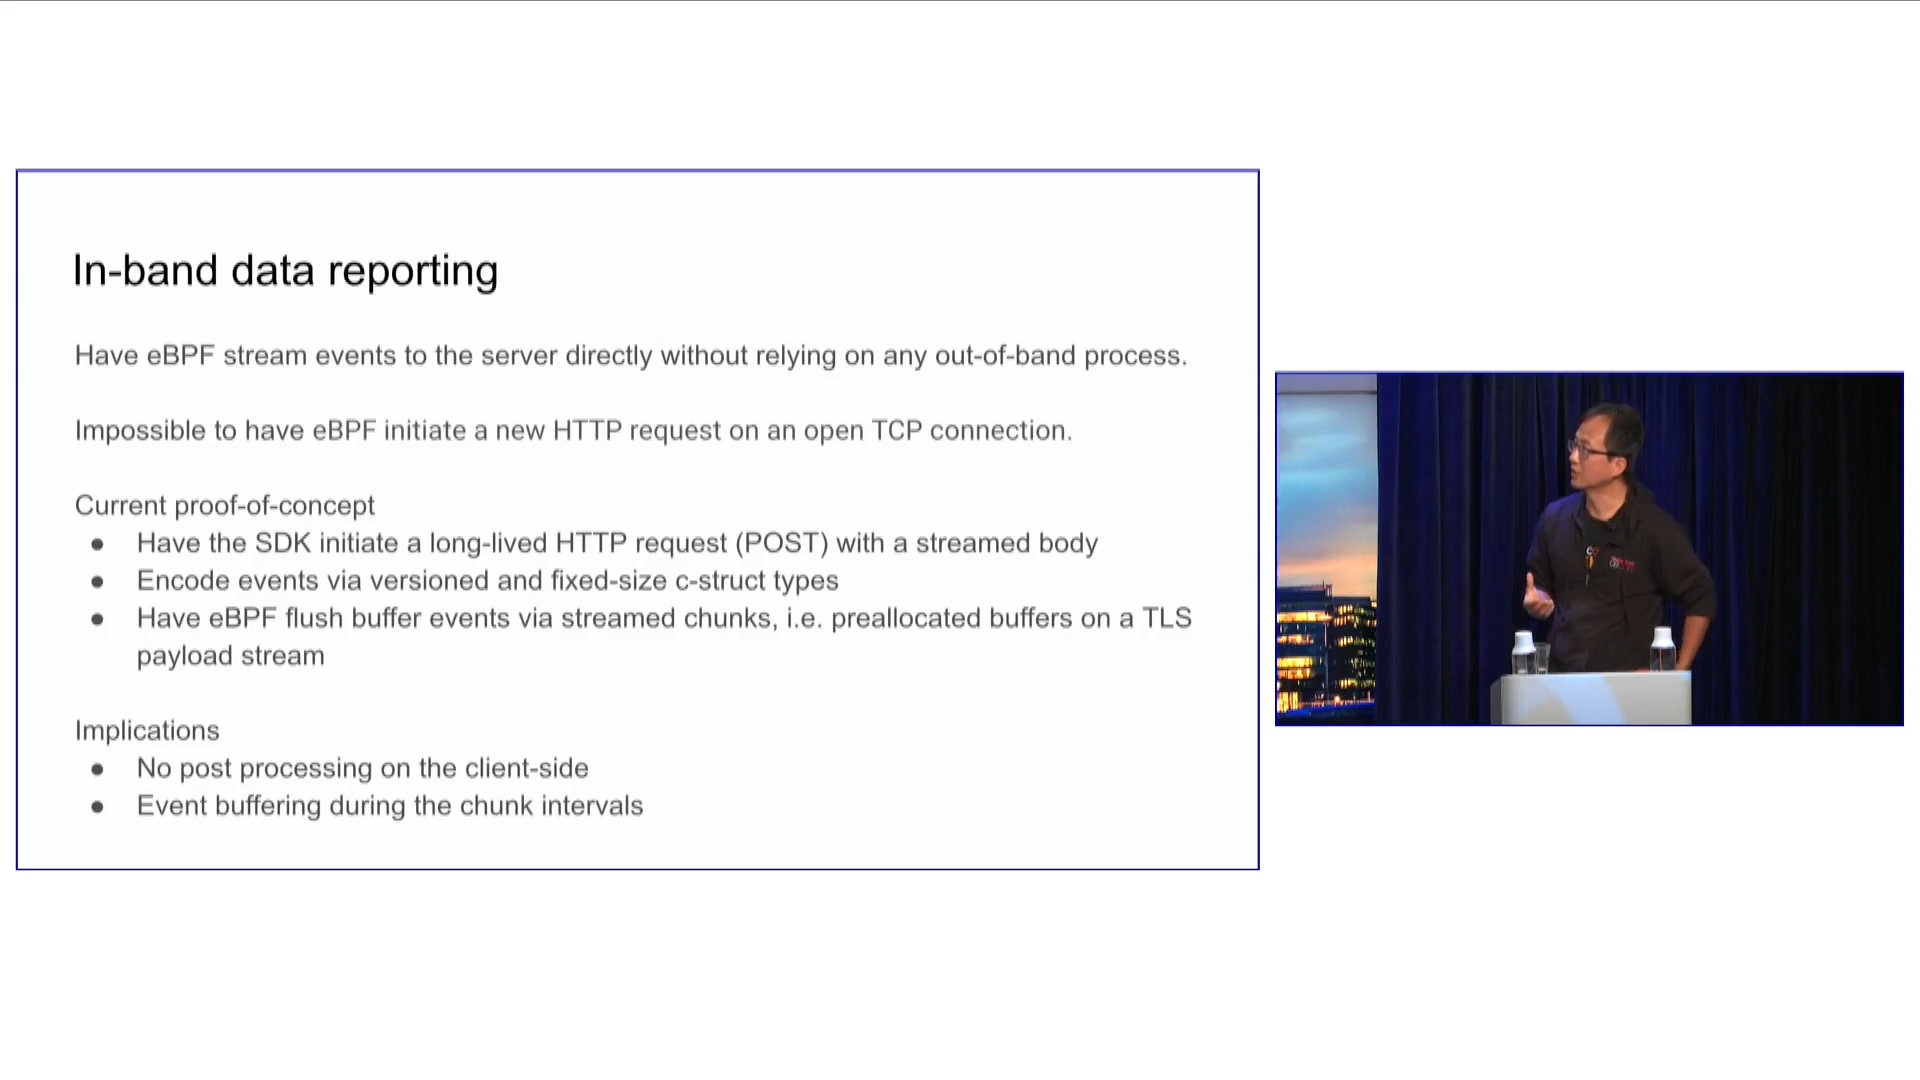 In-band data reporting
Have eBPF stream events to the server directly without relying on any out-of-band process.
Impossible to have eBPF initiate a new HTTP request on an open TCP connection.
Current proof-of-concept
● Have the SDK initiate a long-lived HTTP request (POST) with a streamed body
● Encode events via versioned and fixed-size c-struct types
● Have eBPF flush buffer events via streamed chunks, i.e. preallocated buffers on a TLS
payload stream
Implications
● No post processing on the client-side
● Event buffering during the chunk intervals